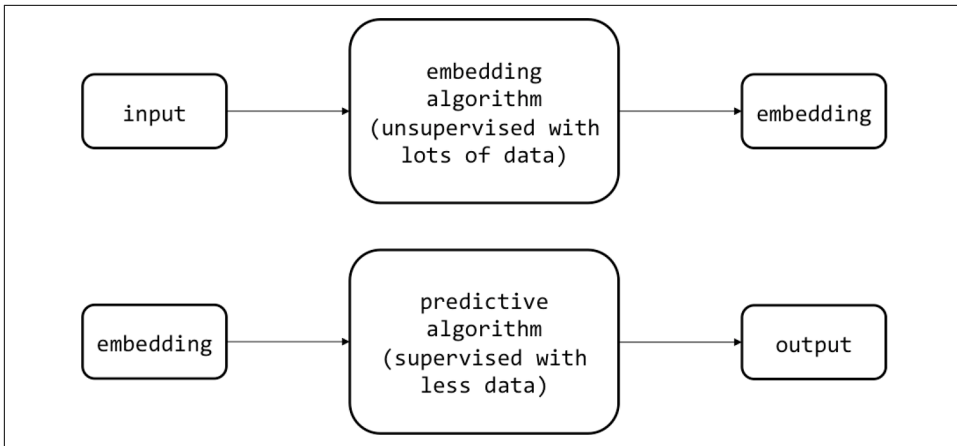 input
embedding
algorithm
(unsupervised with
lots of data)
embedding
embedding
predictive
algorithm
(supervised with
less data)
output